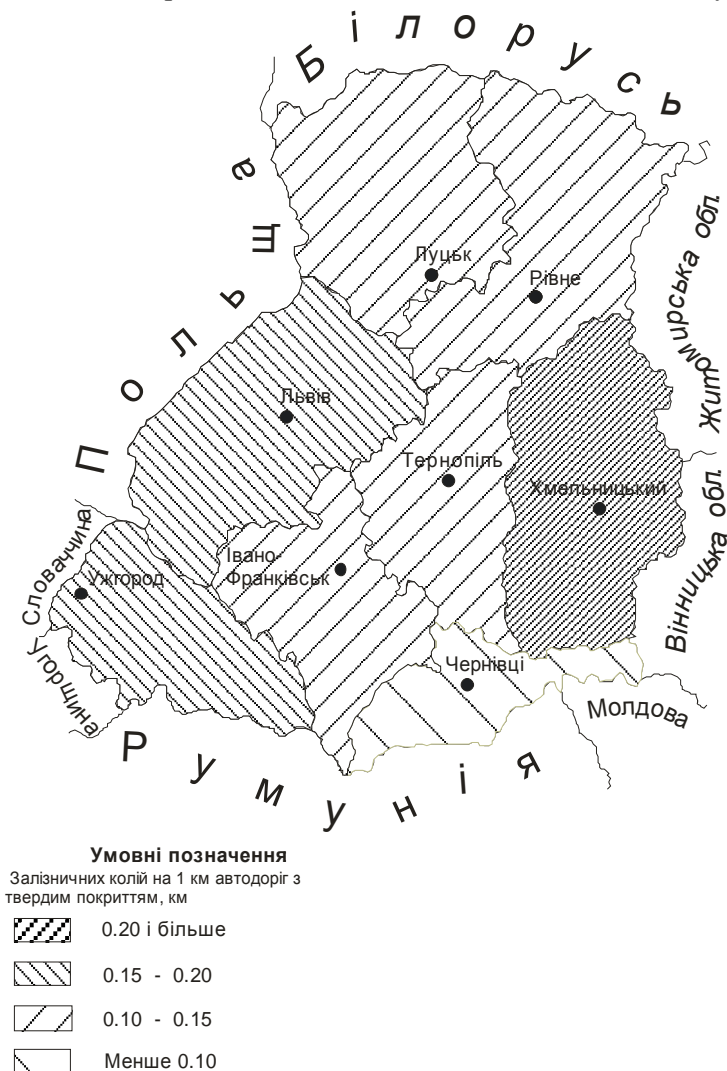 Білорусь
Польща
Луцьк
Рівне
Житомирська обл.
Львів
Тернопіль
Хмельницький
Словаччина
Ужгород
Івано-
Франківськ
Вінницька обл.
Угорщина
Чернівці
Молдова
Румунія
Умовні позначення
Залізничних колій на 1 км автодоріг з
твердим покриттям, км
0.20 і більше
0.15 - 0.20
0.10 - 0.15
Менше 0.10